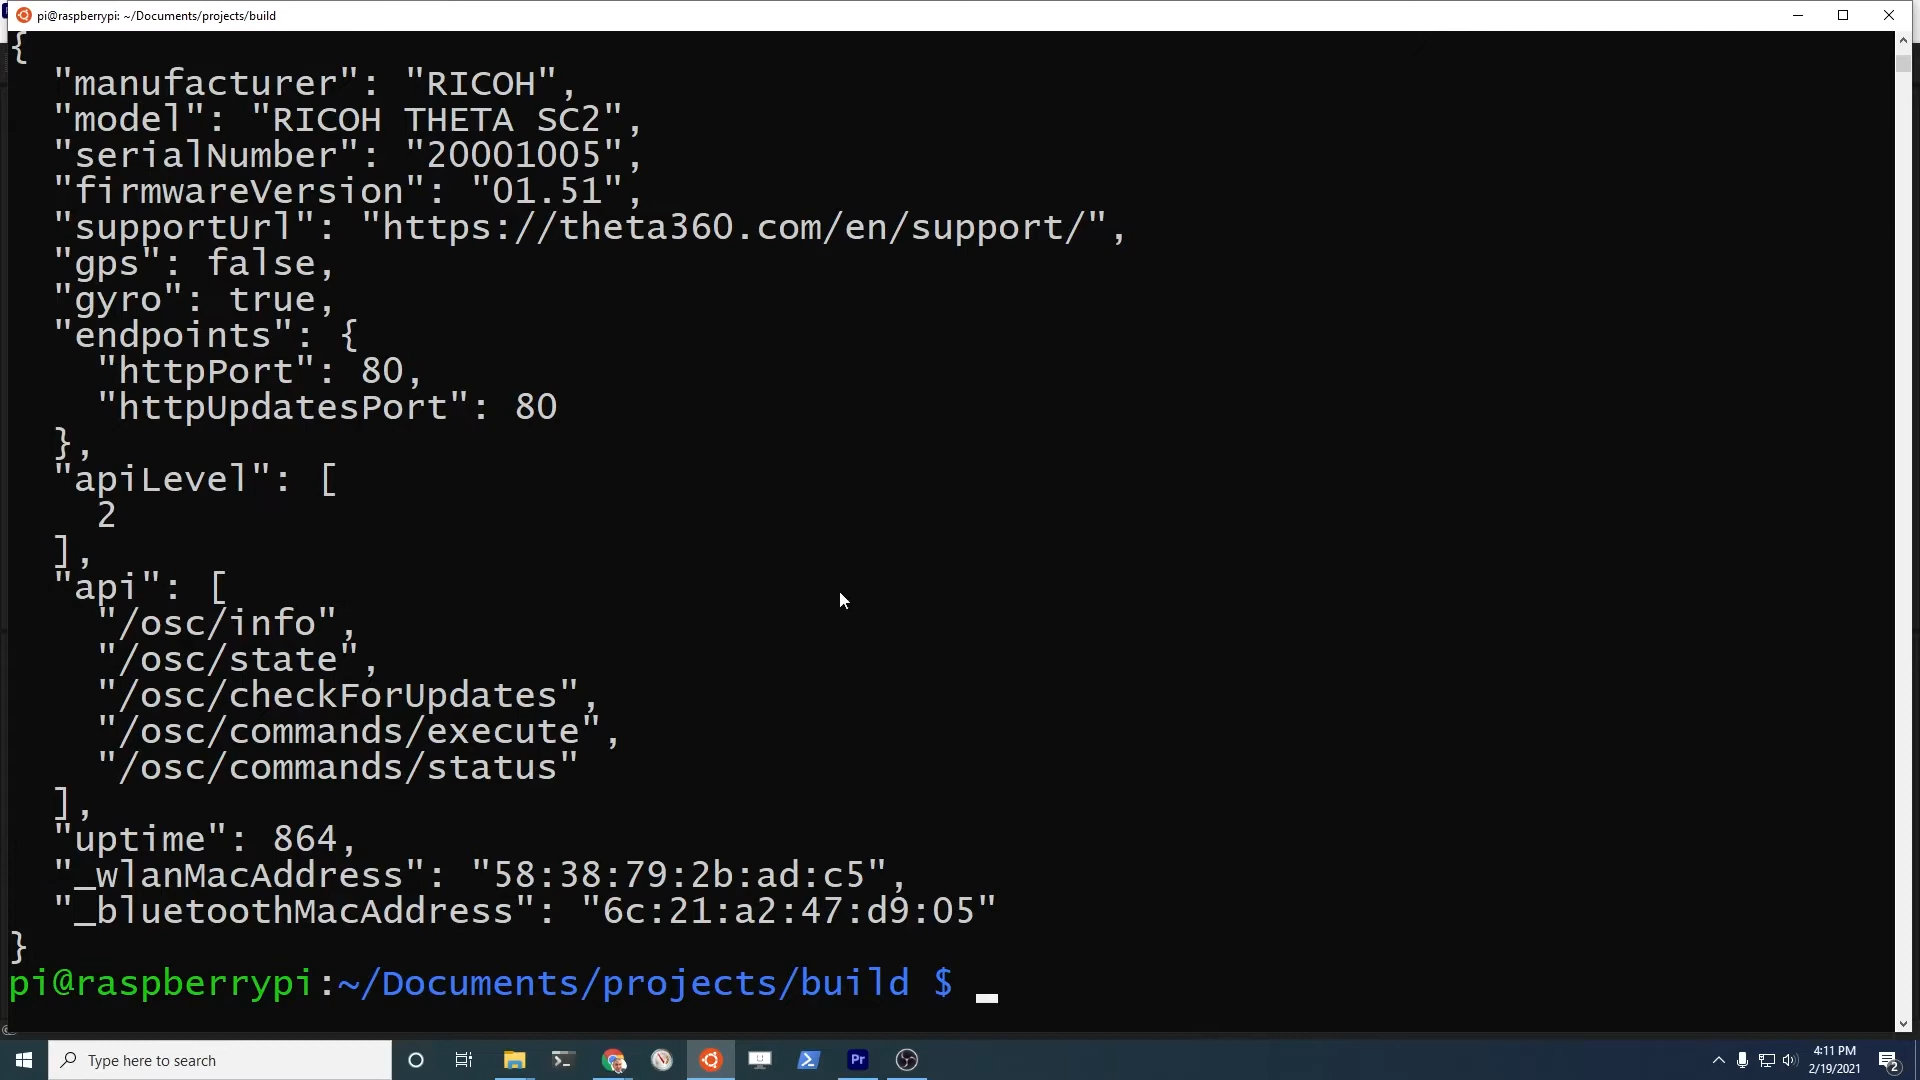 pi@raspberrypi: ~/Documents/projects/build
{
"manufacturer": "RICOH",
"model": "RICOH THETA SC2",
"serialNumber": "20001005",
"firmwareVersion": "01.51",
"supportUrl": "https://theta360.com/en/support/",
"gps": false,
"gyro": true,
"endpoints": {
"httpPort": 80,
"httpUpdatesPort": 80
},
"apiLevel": [
2
],
"api": [
"/osc/info",
"/osc/state",
"/osc/checkForUpdates",
"/osc/commands/execute",
"/osc/commands/status"
],
"uptime": 864,
"_wlanMacAddress": "58:38:79:2b:ad:c5",
"_bluetoothMacAddress": "6c:21:a2:47:d9:05"
}
pi@raspberrypi:~/Documents/projects/build $
Type here to search
Pr
4:11 PM
2/19/2021
2